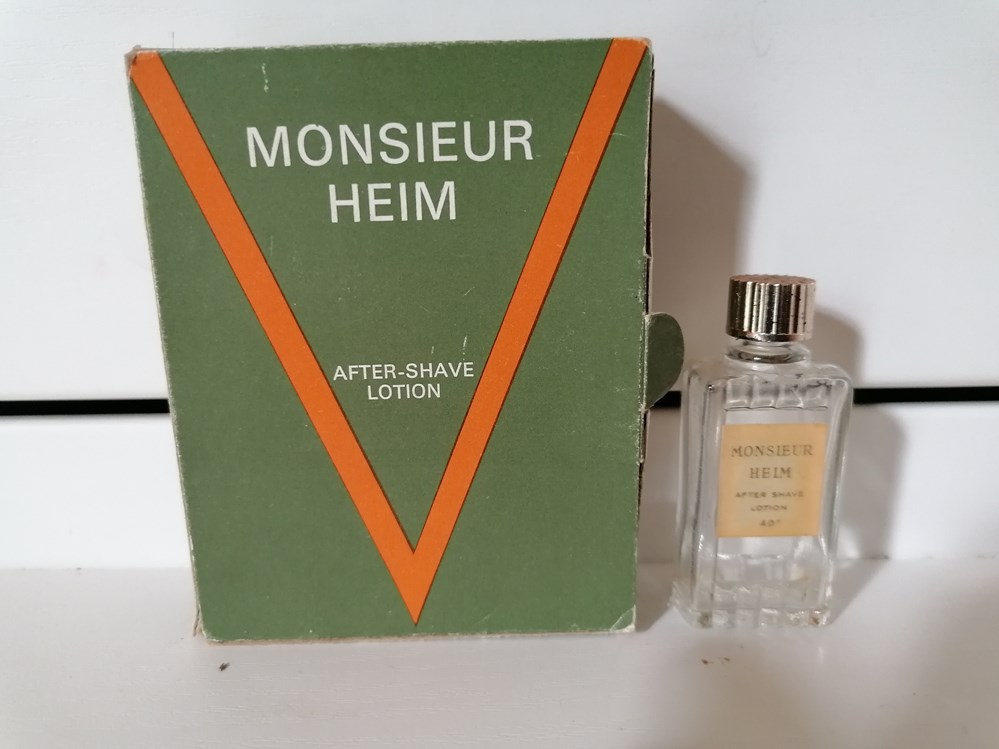 MONSIEUR
HEIM
AFTER-SHAVE
LOTION
MONSIEUR
HEIM
AFTER SHAVE
LOTION
40°